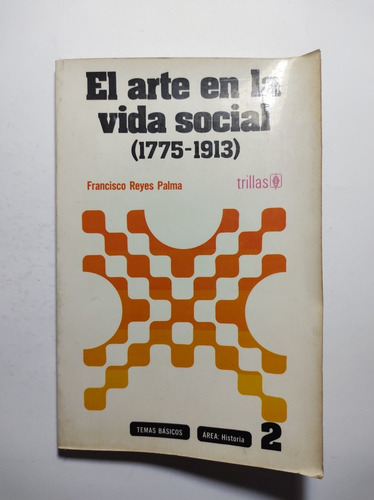 El arte en la
vida social
(1775-1913)
Francisco Reyes Palma
trillas
TEMAS BÁSICOS
AREA: Historia
2